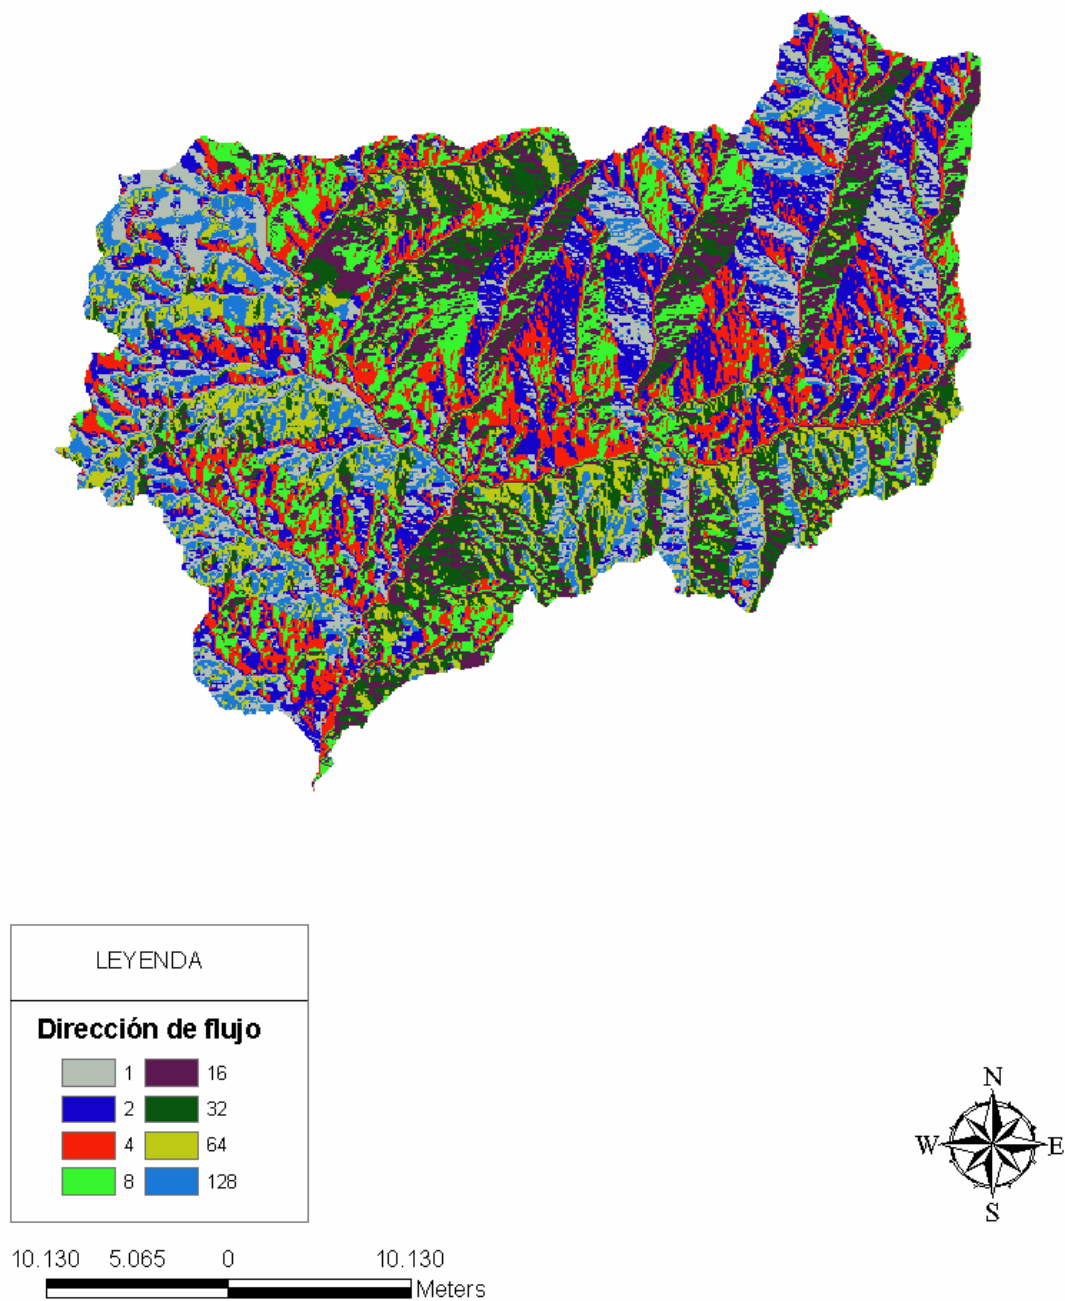 LEYENDA
Dirección de flujo
1 16
2 32
4 64
8 128
N
W E
S
10.130 5.065 0 10.130
Meters